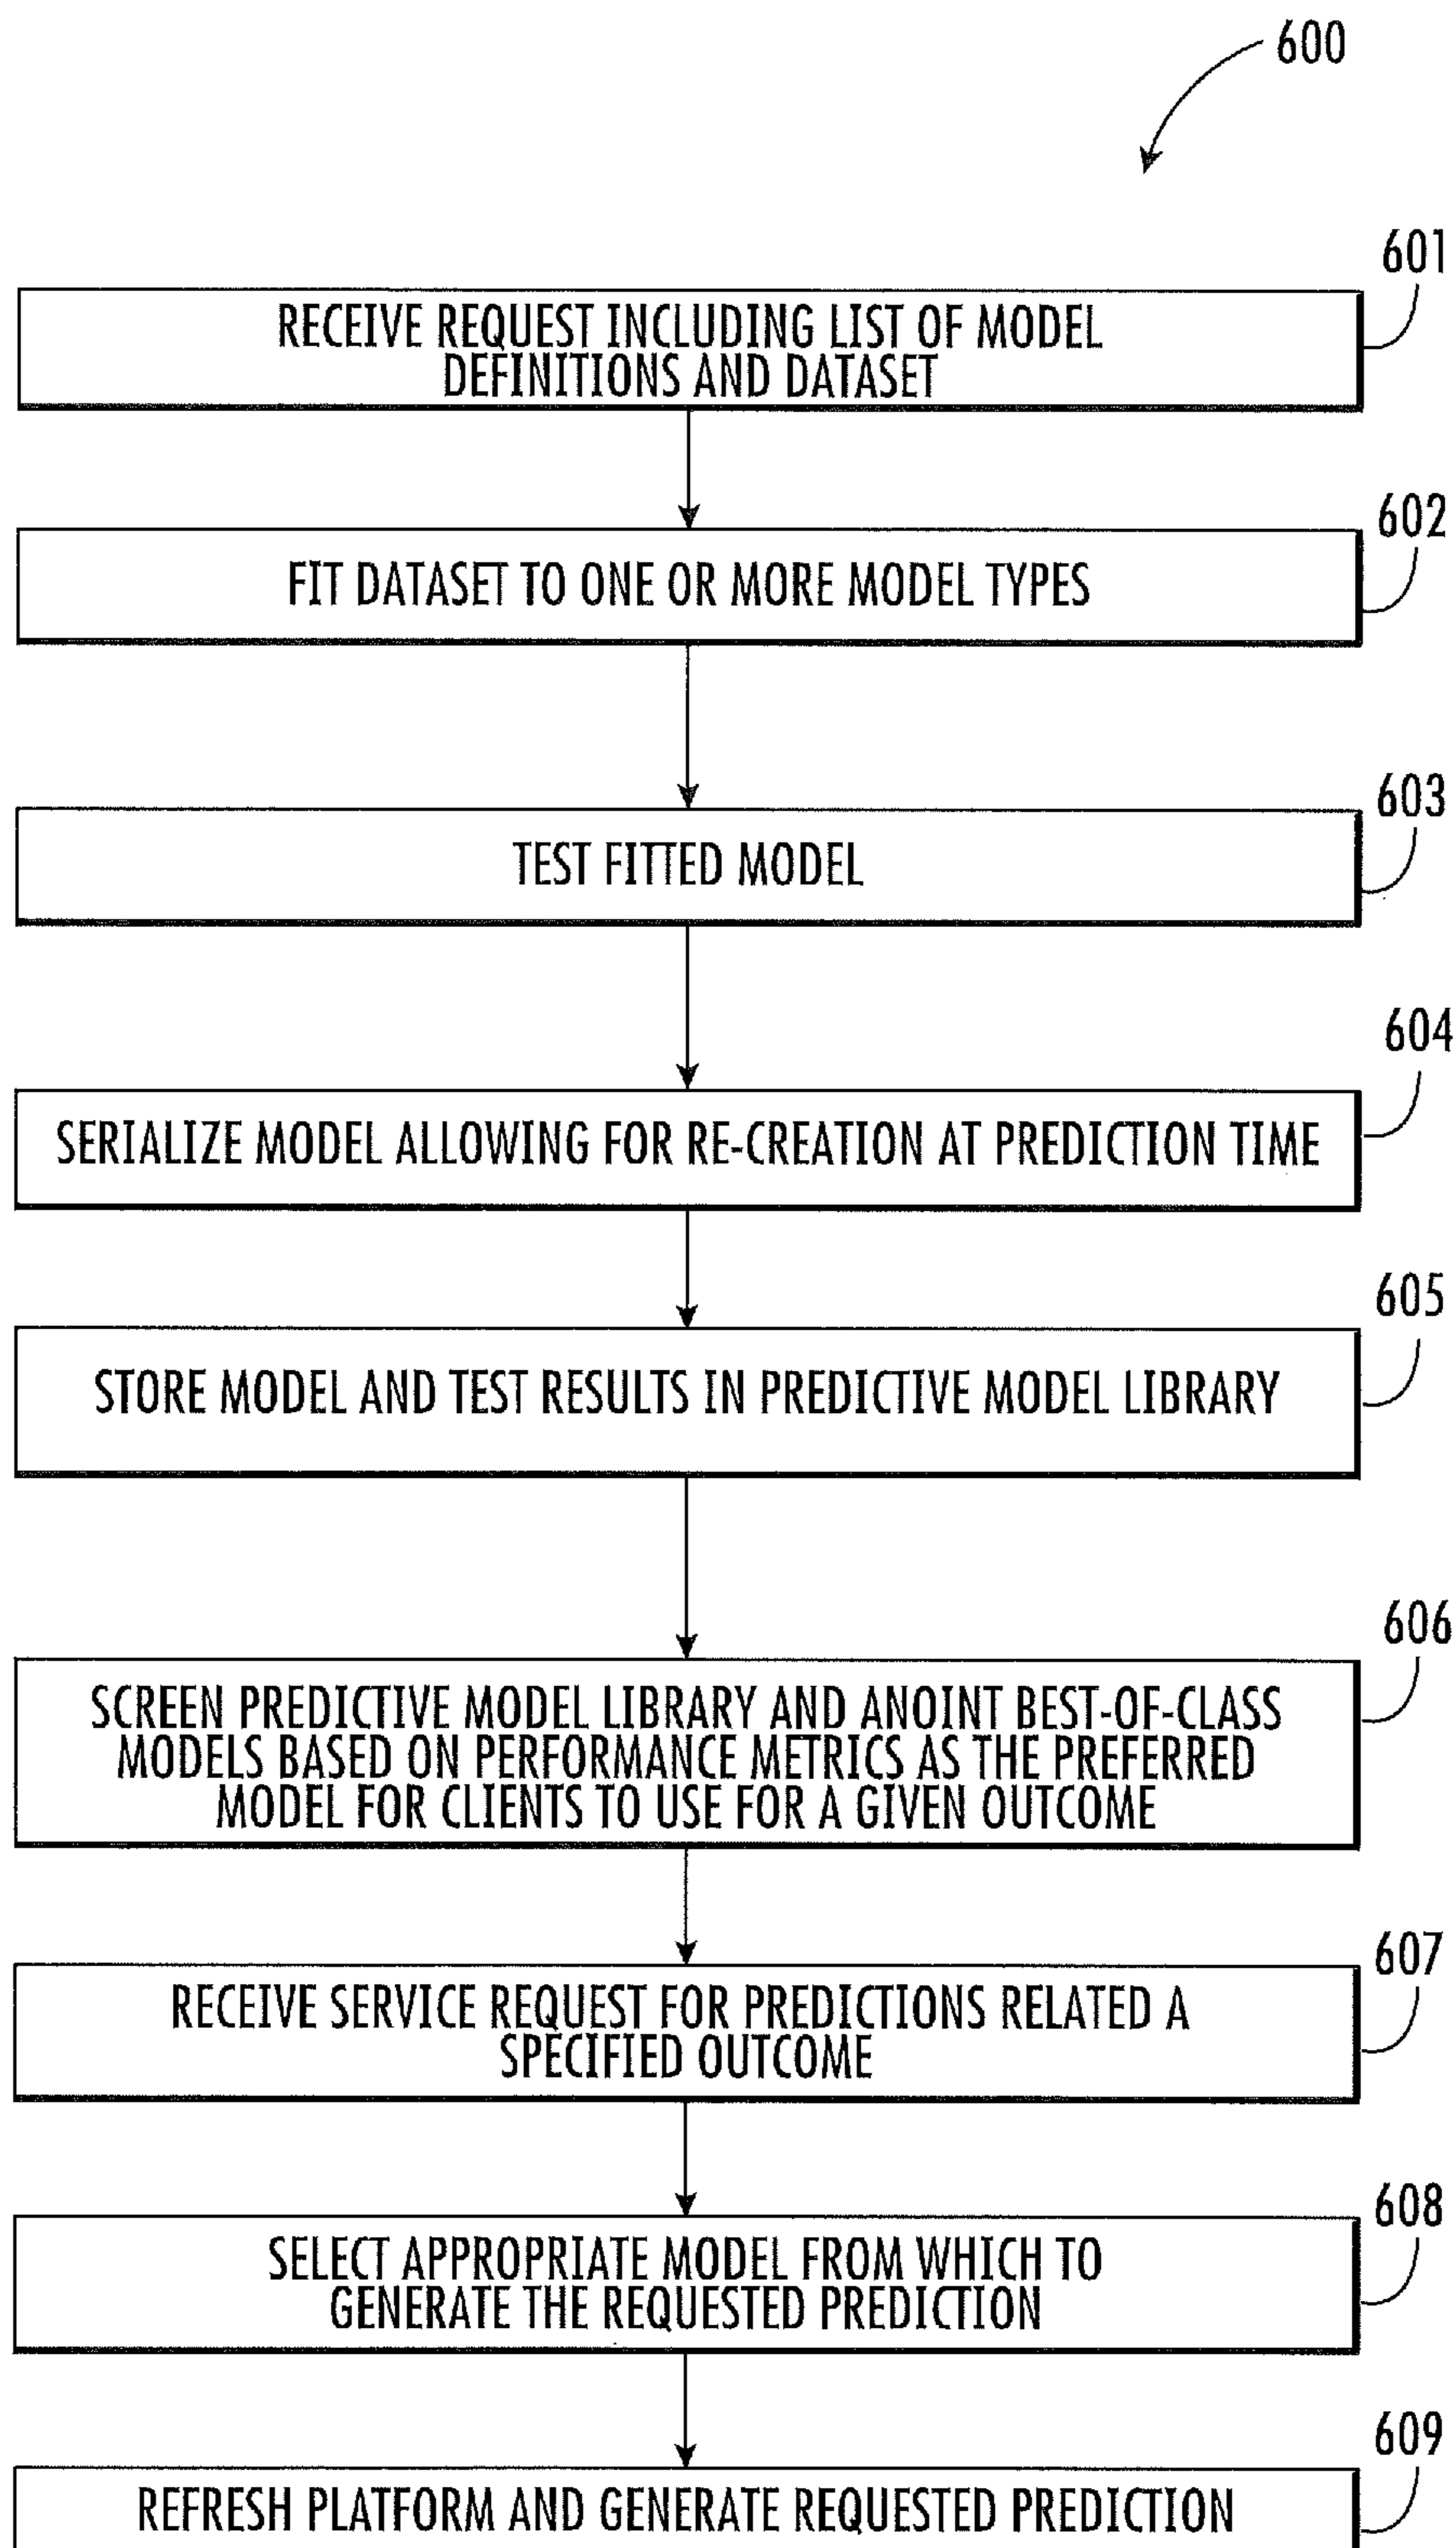 600
601
RECEIVE REQUEST INCLUDING LIST OF MODEL
DEFINITIONS AND DATASET
602
FIT DATASET TO ONE OR MORE MODEL TYPES
603
TEST FITTED MODEL
604
SERIALIZE MODEL ALLOWING FOR RE-CREATION AT PREDICTION TIME
605
STORE MODEL AND TEST RESULTS IN PREDICTIVE MODEL LIBRARY
606
SCREEN PREDICTIVE MODEL LIBRARY AND ANOINT BEST-OF-CLASS
MODELS BASED ON PERFORMANCE METRICS AS THE PREFERRED
MODEL FOR CLIENTS TO USE FOR A GIVEN OUTCOME
607
RECEIVE SERVICE REQUEST FOR PREDICTIONS RELATED A
SPECIFIED OUTCOME
608
SELECT APPROPRIATE MODEL FROM WHICH TO
GENERATE THE REQUESTED PREDICTION
609
REFRESH PLATFORM AND GENERATE REQUESTED PREDICTION